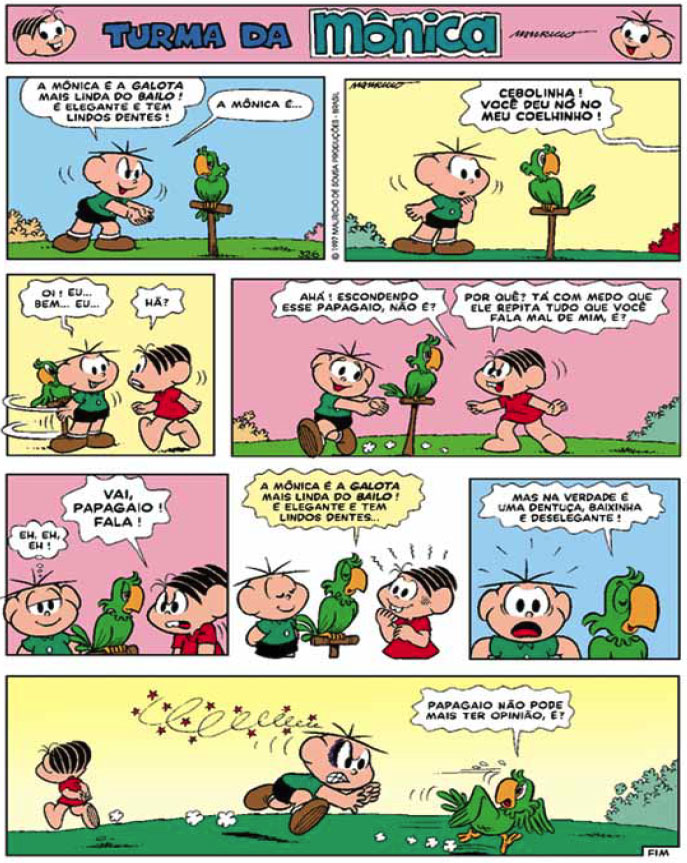 TURMA DA Mônica
MAURICIO
A MÔNICA É A GALOTA
MAIS LINDA DO BAILO!
É ELEGANTE E TEM
LINDOS DENTES!
A MÔNICA É...
326
© 1997 MAURICIO DE SOUSA PRODUÇÕES - BRASIL
MAURICIO
CEBOLINHA!
VOCÊ DEU NÓ NO
MEU COELHINHO!
OI! EU...
BEM... EU...
HÃ?
AHÁ! ESCONDENDO
ESSE PAPAGAIO, NÃO É?
POR QUÊ? TÁ COM MEDO QUE
ELE REPITA TUDO QUE VOCÊ
FALA MAL DE MIM, É?
EH, EH,
EH!
VAI,
PAPAGAIO!
FALA!
A MÔNICA É A GALOTA
MAIS LINDA DO BAILO!
É ELEGANTE E TEM
LINDOS DENTES...
MAS NA VERDADE É
UMA DENTUÇA, BAIXINHA
E DESELEGANTE!
PAPAGAIO NÃO PODE
MAIS TER OPINIÃO, É?
FIM